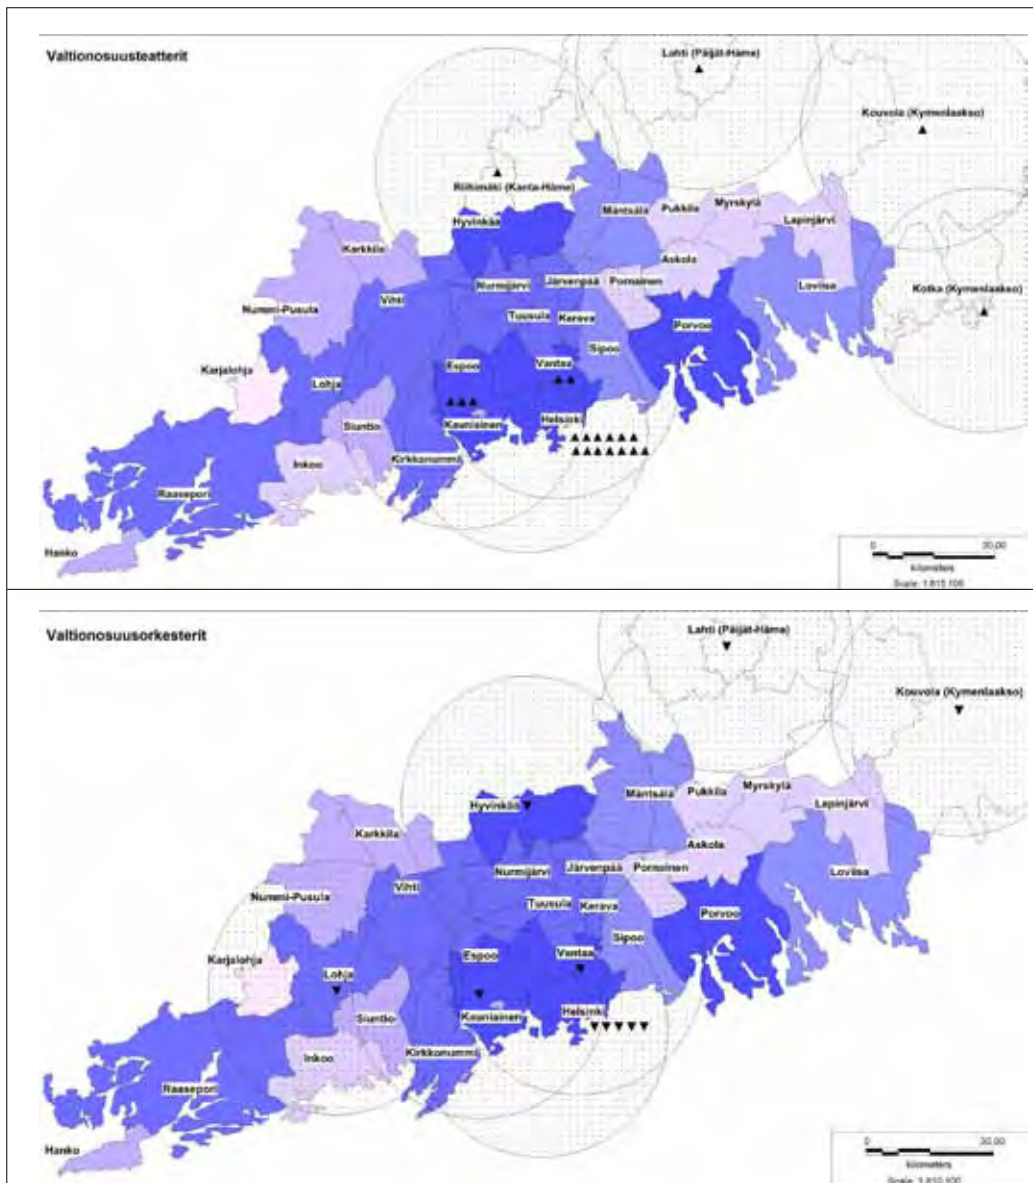 Valtionosuusteatterit
Lahti (Päijät-Häme)
Kouvola (Kymenlaakso)
Riihimäki (Kanta-Häme)
Hyvinkää
Mäntsälä
Pukkila
Myrskylä
Lapinjärvi
Karkkila
Askola
Nurmijärvi
Järvenpää
Pornainen
Loviisa
Vihti
Kotka (Kymenlaakso)
Nummi-Pusula
Tuusula
Kerava
Porvoo
Sipoo
Espoo
Vantaa
Karjalohja
Lohja
Kauniainen
Helsinki
Siuntio
Kirkkonummi
Inkoo
Raasepori
Hanko
0
kilometers
Valtionosuusorkesterit
Lahti (Päijät-Häme)
Kouvola (Kymenlaakso)
Hyvinkää
Mäntsälä
Pukkila
Myrskylä
Lapinjärvi
Karkkila
Askola
Nurmijärvi
Järvenpää
Pornainen
Loviisa
Vihti
Nummi-Pusula
Tuusula
Kerava
Porvoo
Sipoo
Espoo
Vantaa
Karjalohja
Lohja
Kauniainen
Helsinki
Siuntio
Kirkkonummi
Inkoo
Raasepori
Hanko
0
kilometers